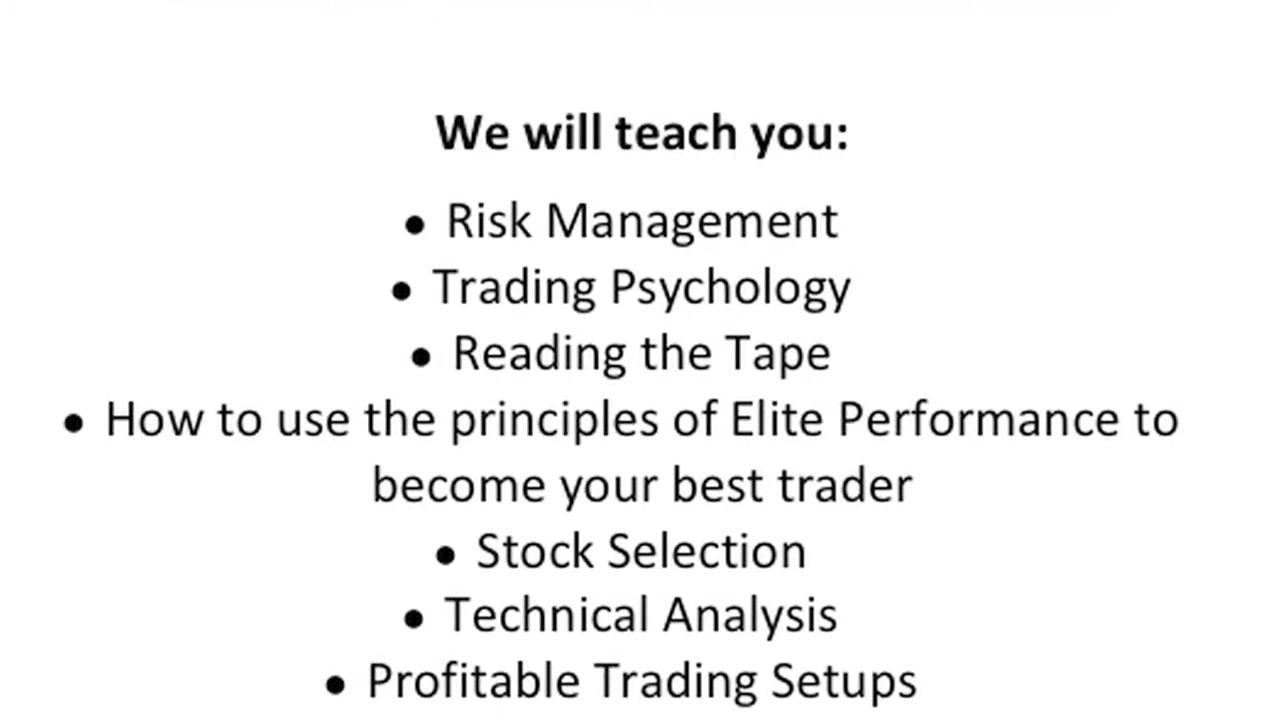 We will teach you:
• Risk Management
• Trading Psychology
• Reading the Tape
• How to use the principles of Elite Performance to
become your best trader
• Stock Selection
• Technical Analysis
• Profitable Trading Setups